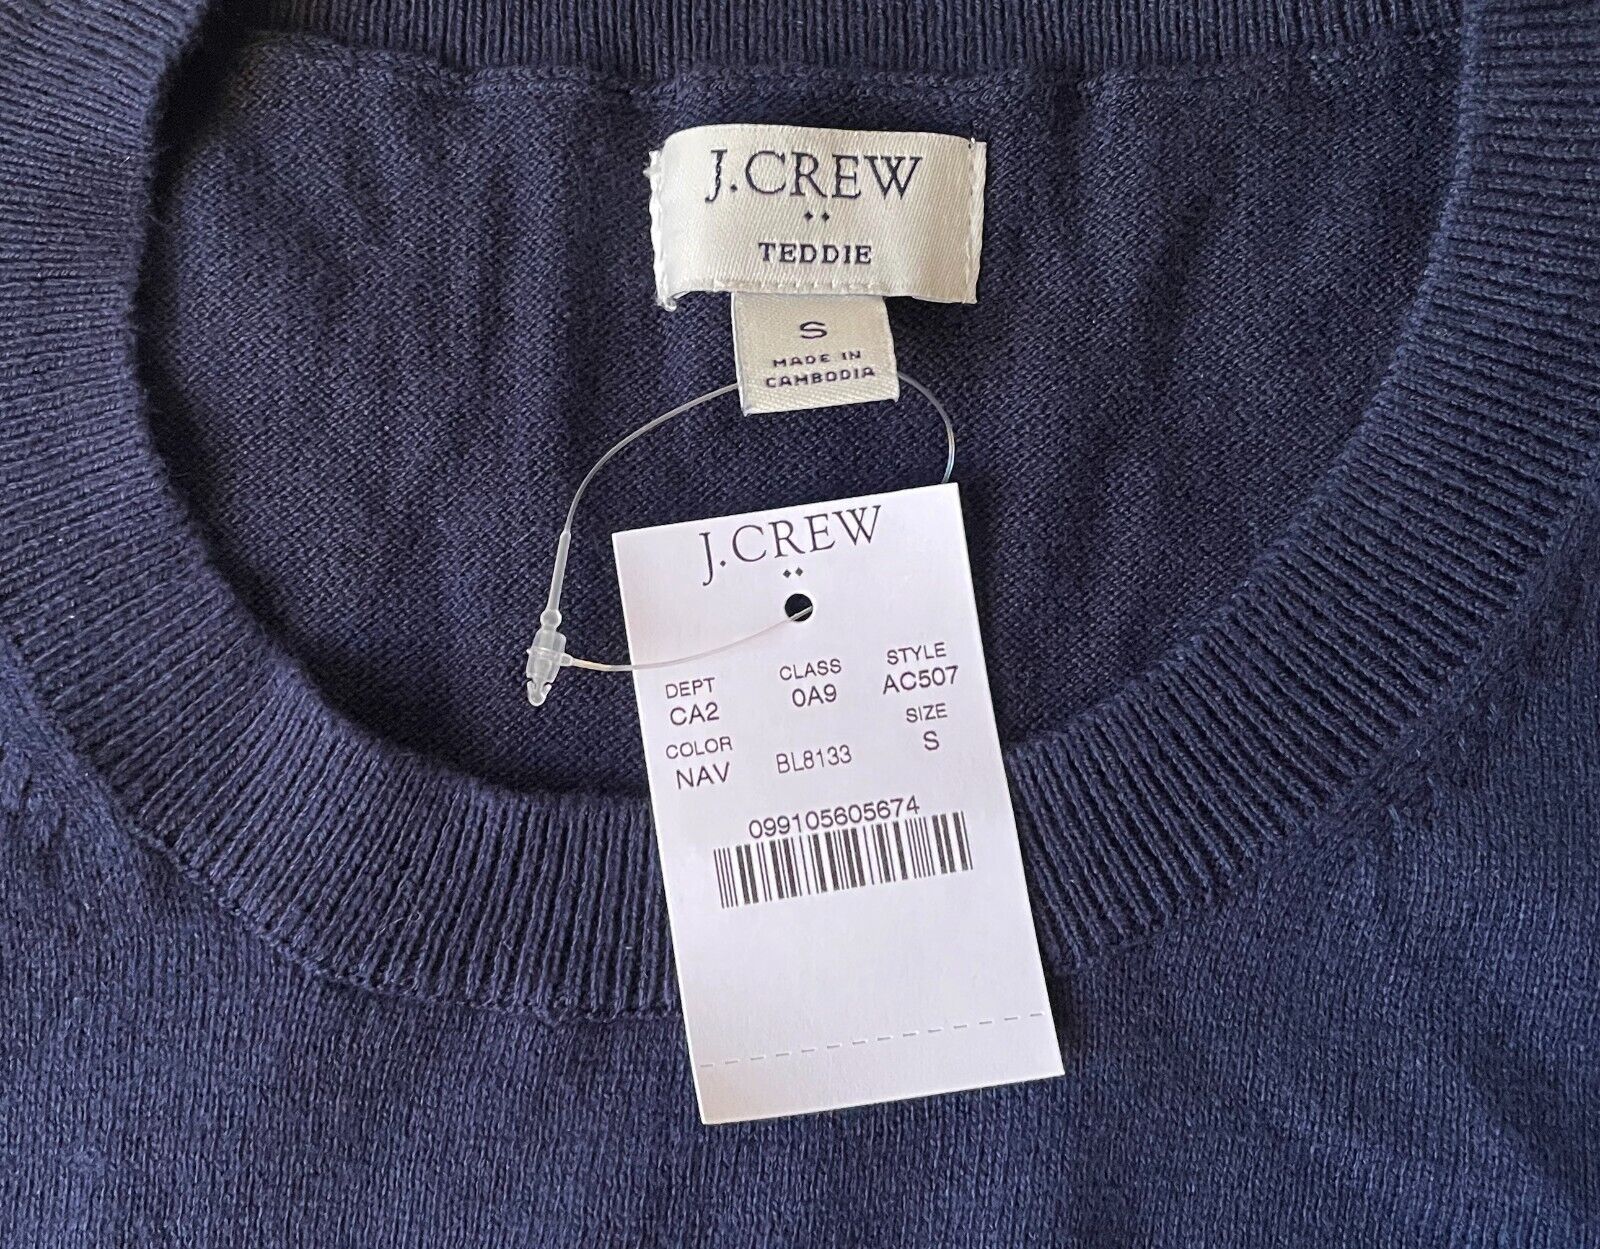 J.CREW
TEDDIE
S
MADE IN
CAMBODIA
J.CREW
DEPT CLASS STYLE
CA2 0A9 AC507
COLOR SIZE
NAV BL8133 S
099105605674